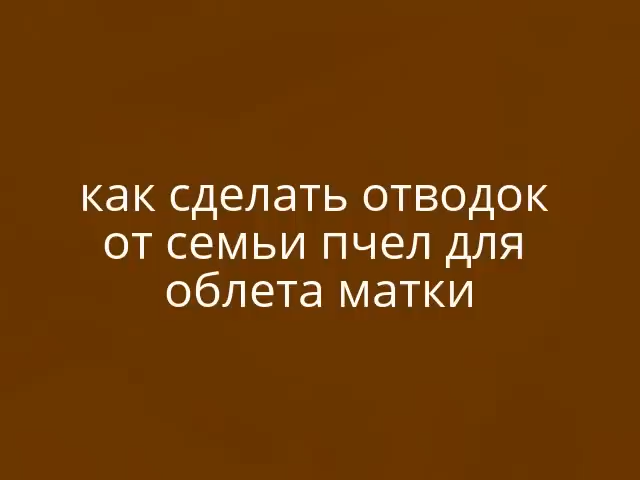 как сделать отводок
от семьи пчел для
облета матки